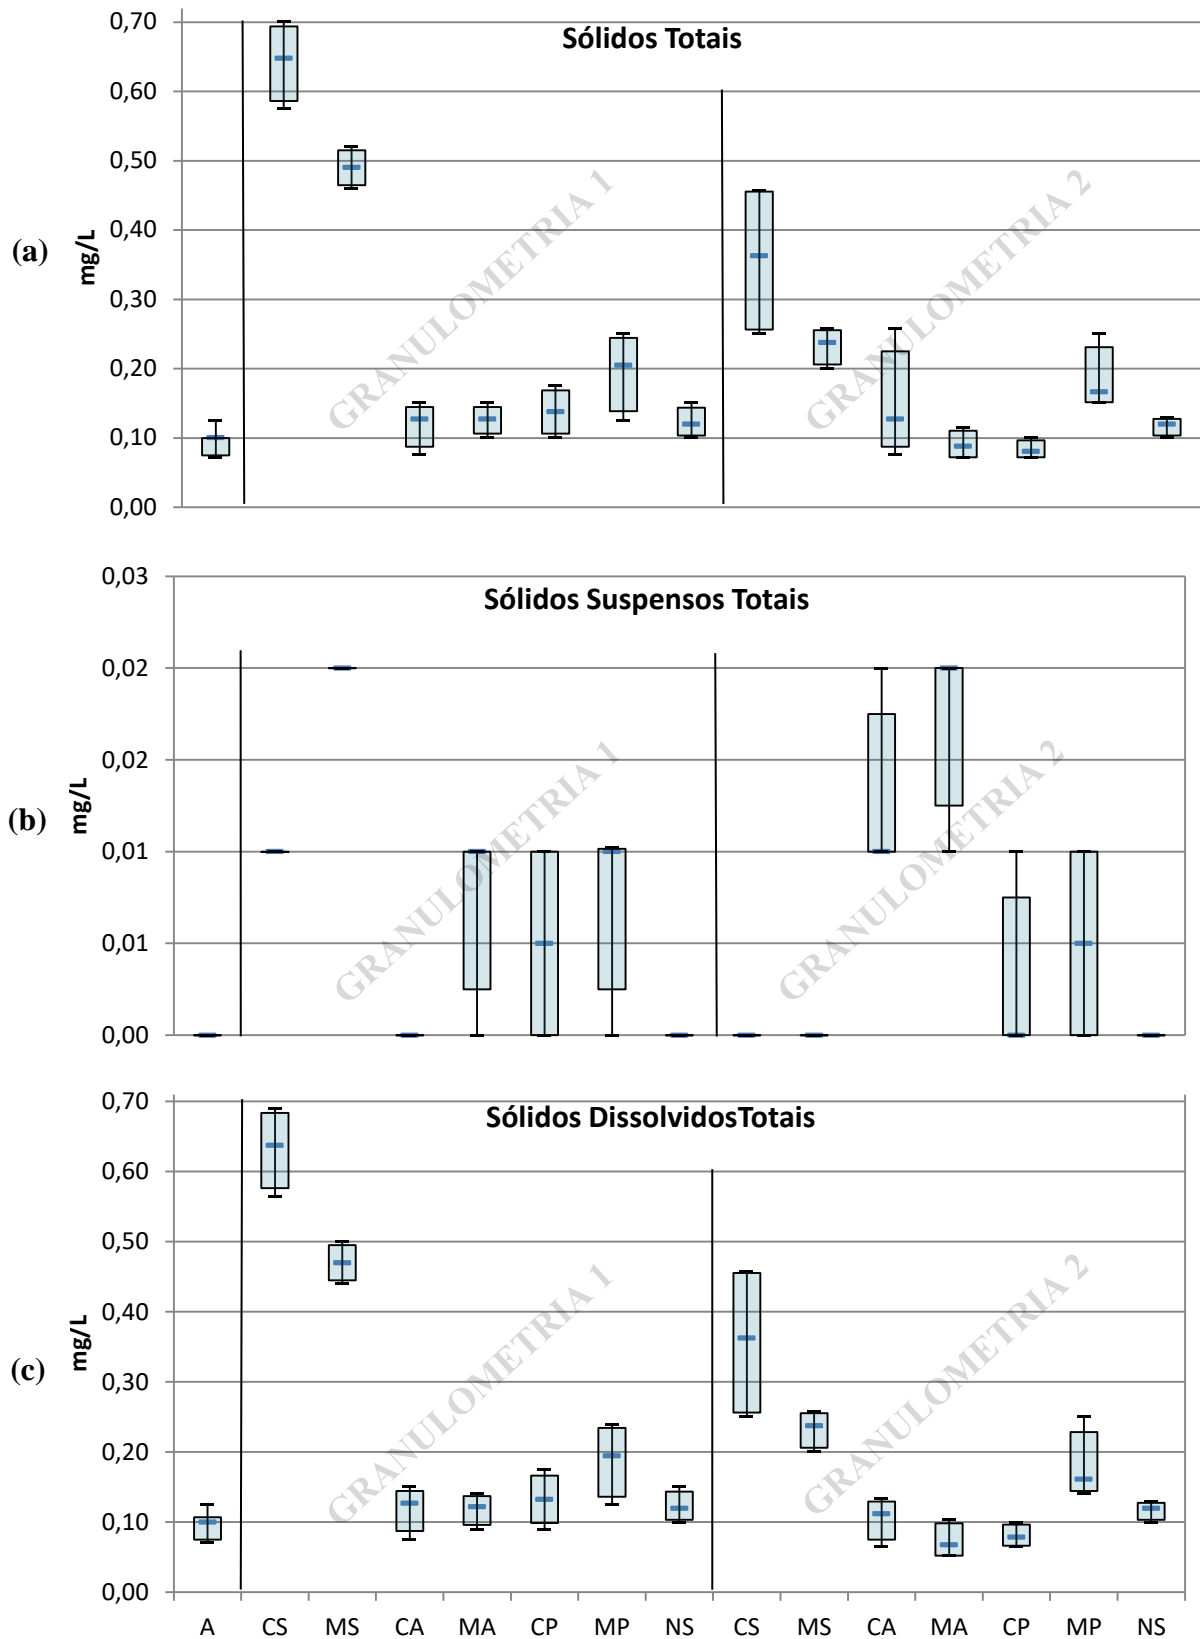 Sólidos Totais
0,70
0,60
0,50
0,40
0,30
0,20
0,10
0,00
mg/L
(a)
GRANULOMETRIA 1
GRANULOMETRIA 2
Sólidos Suspensos Totais
0,03
0,02
0,02
0,01
0,01
0,00
mg/L
(b)
GRANULOMETRIA 1
GRANULOMETRIA 2
Sólidos DissolvidosTotais
0,70
0,60
0,50
0,40
0,30
0,20
0,10
0,00
mg/L
(c)
GRANULOMETRIA 1
GRANULOMETRIA 2
A CS MS CA MA CP MP NS CS MS CA MA CP MP NS